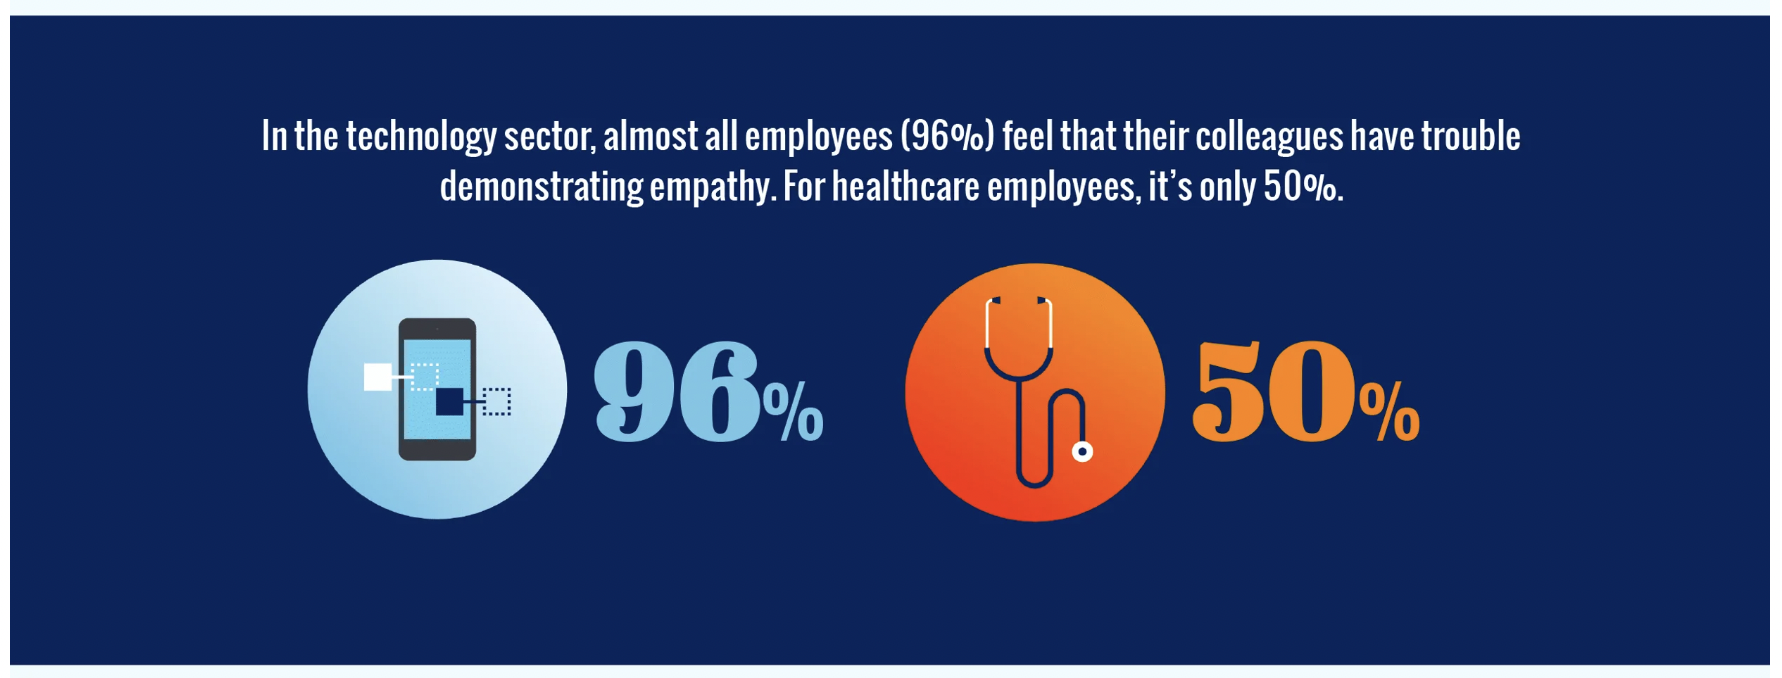 In the technology sector, almost all employees (96%) feel that their colleagues have trouble
demonstrating empathy. For healthcare employees, it’s only 50%.
96%
50%